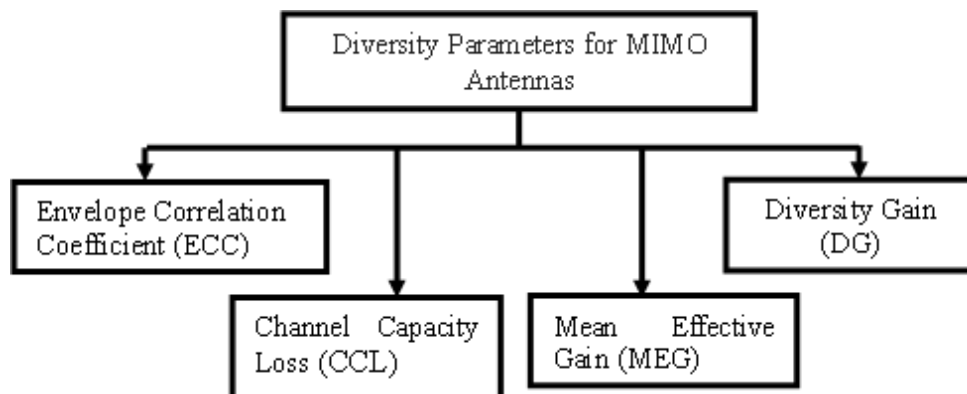 Diversity Parameters for MIMO
Antennas
Envelope Correlation
Coefficient (ECC)
Diversity Gain
(DG)
Channel Capacity
Loss (CCL)
Mean Effective
Gain (MEG)